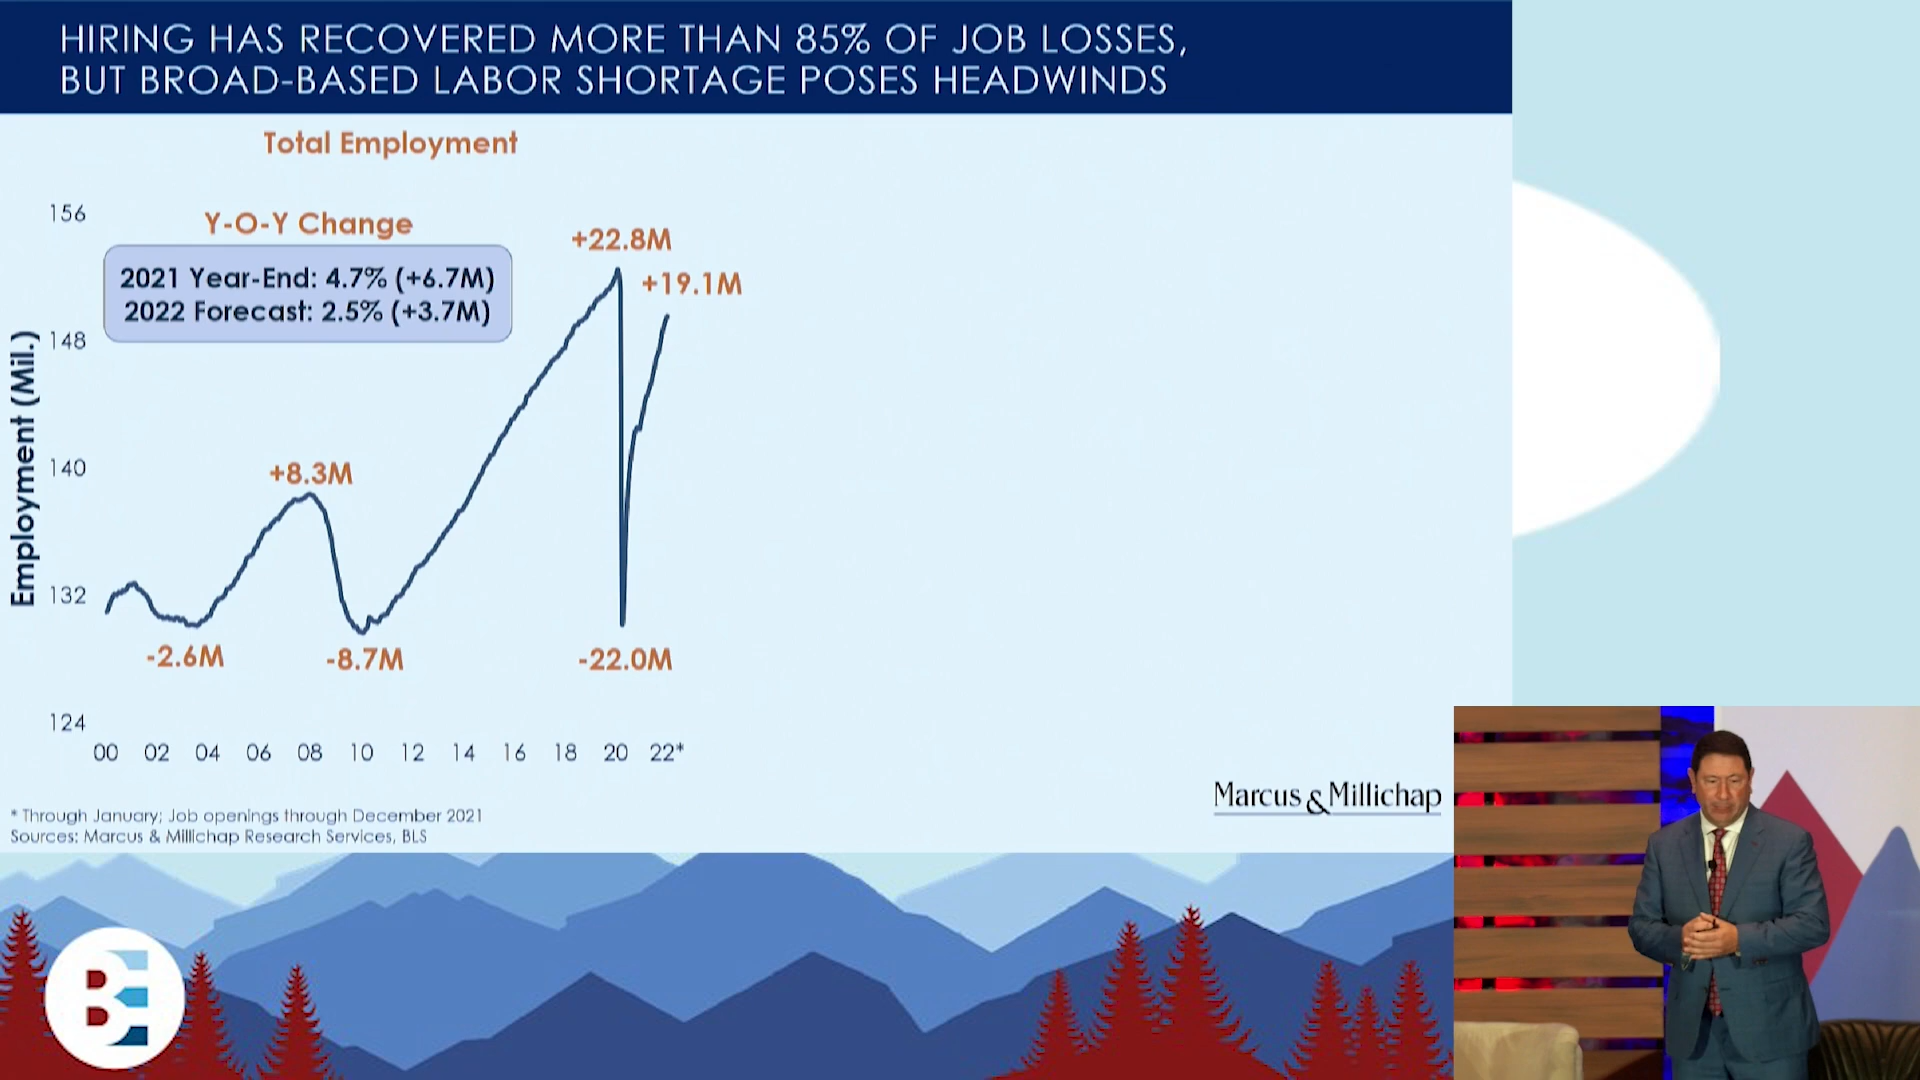 HIRING HAS RECOVERED MORE THAN 85% OF JOB LOSSES,
BUT BROAD-BASED LABOR SHORTAGE POSES HEADWINDS
Total Employment
Y-O-Y Change
2021 Year-End: 4.7% (+6.7M)
2022 Forecast: 2.5% (+3.7M)
+22.8M
+19.1M
+8.3M
-2.6M
-8.7M
-22.0M
Employment (Mil.)
156
148
140
132
124
00 02 04 06 08 10 12 14 16 18 20 22*
* Through January; Job openings through December 2021
Sources: Marcus & Millichap Research Services, BLS
Marcus & Millichap
BE